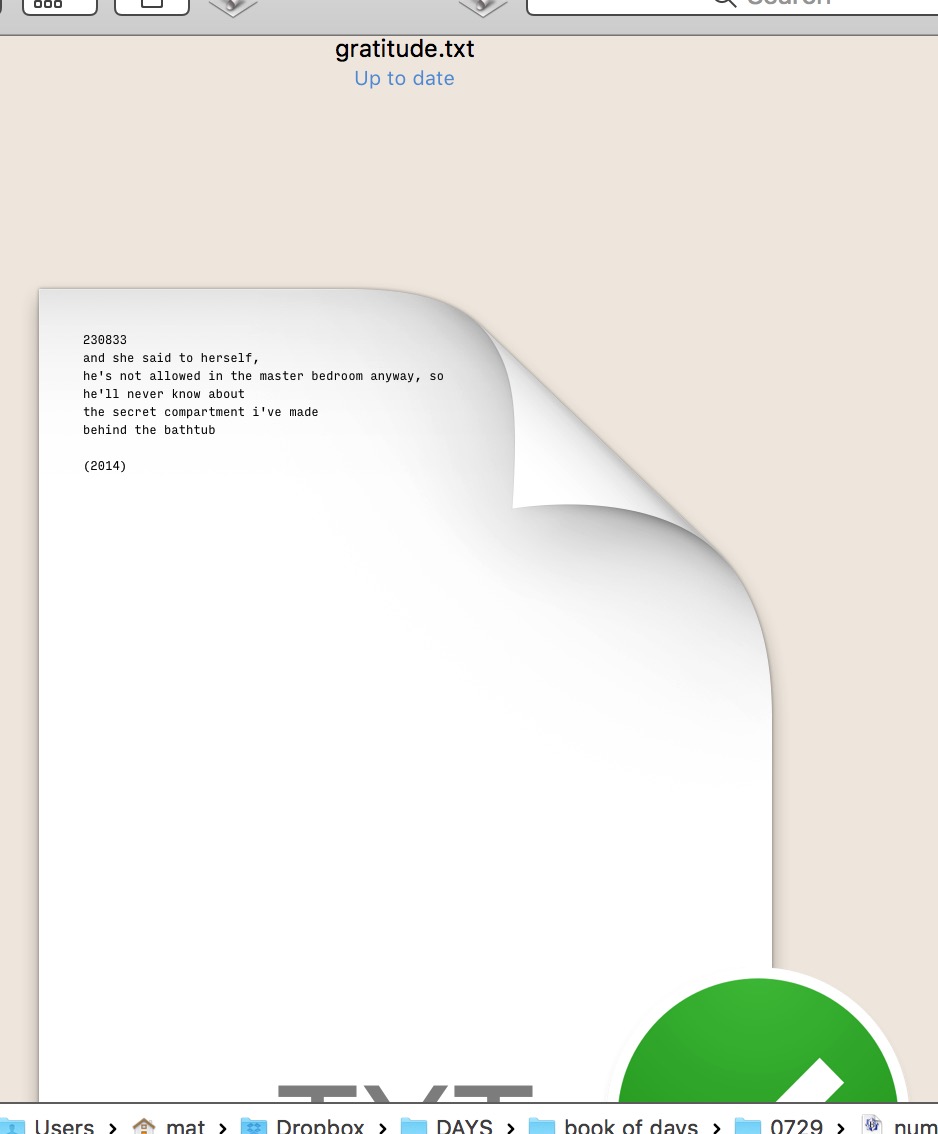 Search
gratitude.txt
Up to date
230833
and she said to herself,
he's not allowed in the master bedroom anyway, so
he'll never know about
the secret compartment i've made
behind the bathtub
(2014)
TXT
Users › mat › Dropbox › DAYS › book of days › 0729 › num